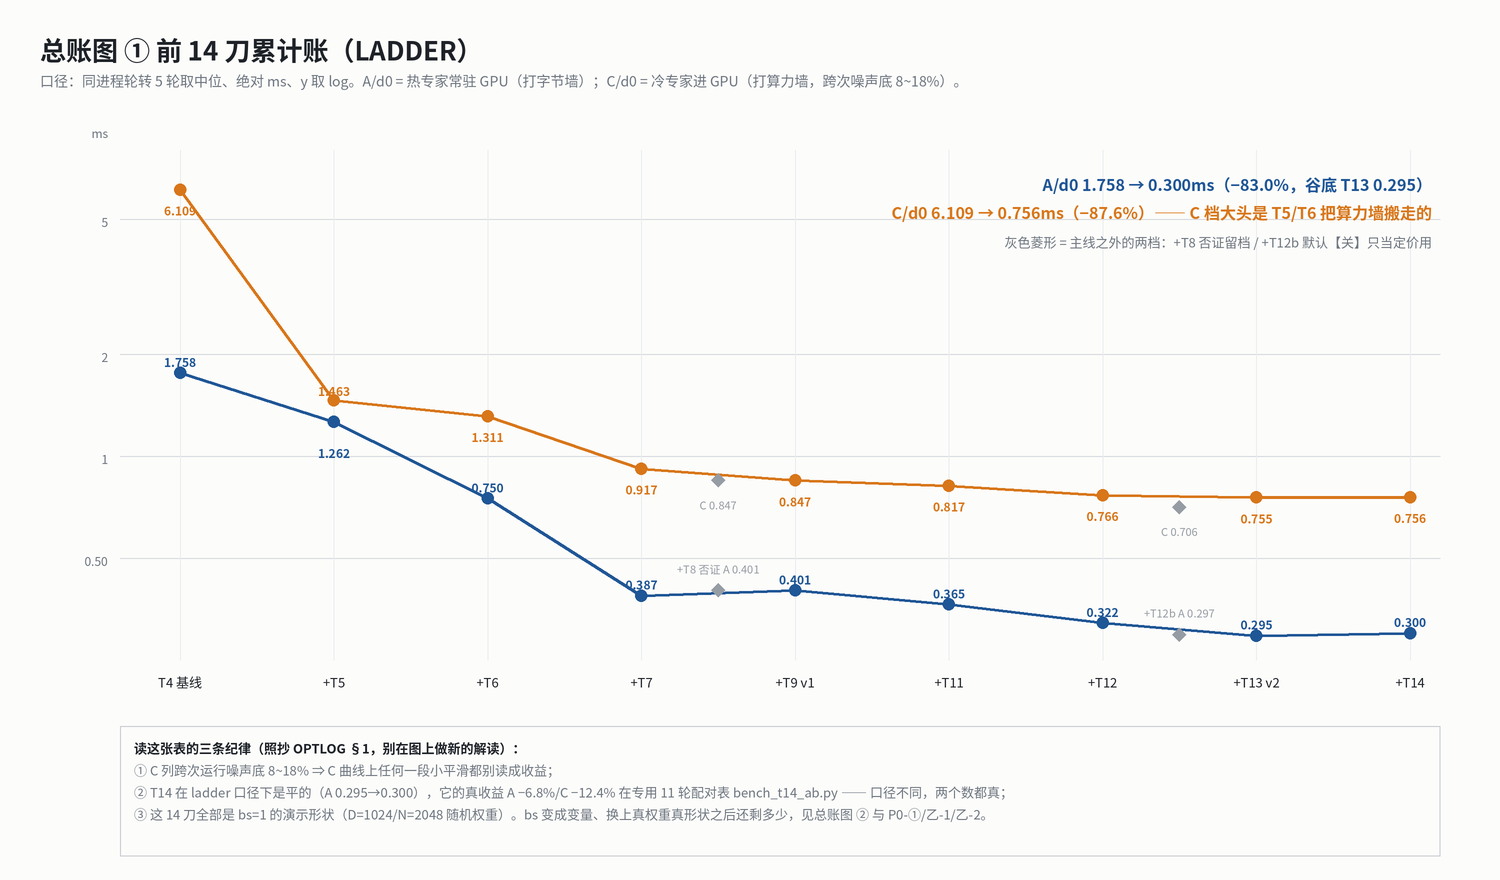 总账图 ① 前 14 刀累计账（LADDER）
口径：同进程轮转 5 轮取中位、绝对 ms、y 取 log。A/d0 = 热专家常驻 GPU（打字节墙）；C/d0 = 冷专家进 GPU（打算力墙，跨次噪声底 8~18%）。
ms
A/d0 1.758 → 0.300ms（−83.0%，谷底 T13 0.295）
C/d0 6.109 → 0.756ms（−87.6%）—— C 档大头是 T5/T6 把算力墙搬走的
灰色菱形 = 主线之外的两档：+T8 否证留档 / +T12b 默认【关】只当定价用
5
2
1
0.50
6.109
1.463
1.311
0.917
0.847
0.817
0.766
0.755
0.756
C 0.847
C 0.706
1.758
1.262
0.750
0.387
0.401
0.365
0.322
0.295
0.300
+T8 否证 A 0.401
+T12b A 0.297
T4 基线
+T5
+T6
+T7
+T9 v1
+T11
+T12
+T13 v2
+T14
读这张表的三条纪律（照抄 OPTLOG §1，别在图上做新的解读）：
① C 列跨次运行噪声底 8~18% ⇒ C 曲线上任何一段小平滑都别读成收益；
② T14 在 ladder 口径下是平的（A 0.295→0.300），它的真收益 A −6.8%/C −12.4% 在专用 11 轮配对表 bench_t14_ab.py —— 口径不同，两个数都真；
③ 这 14 刀全部是 bs=1 的演示形状（D=1024/N=2048 随机权重）。bs 变成变量、换上真权重真形状之后还剩多少，见总账图 ② 与 P0-①/乙-1/乙-2。